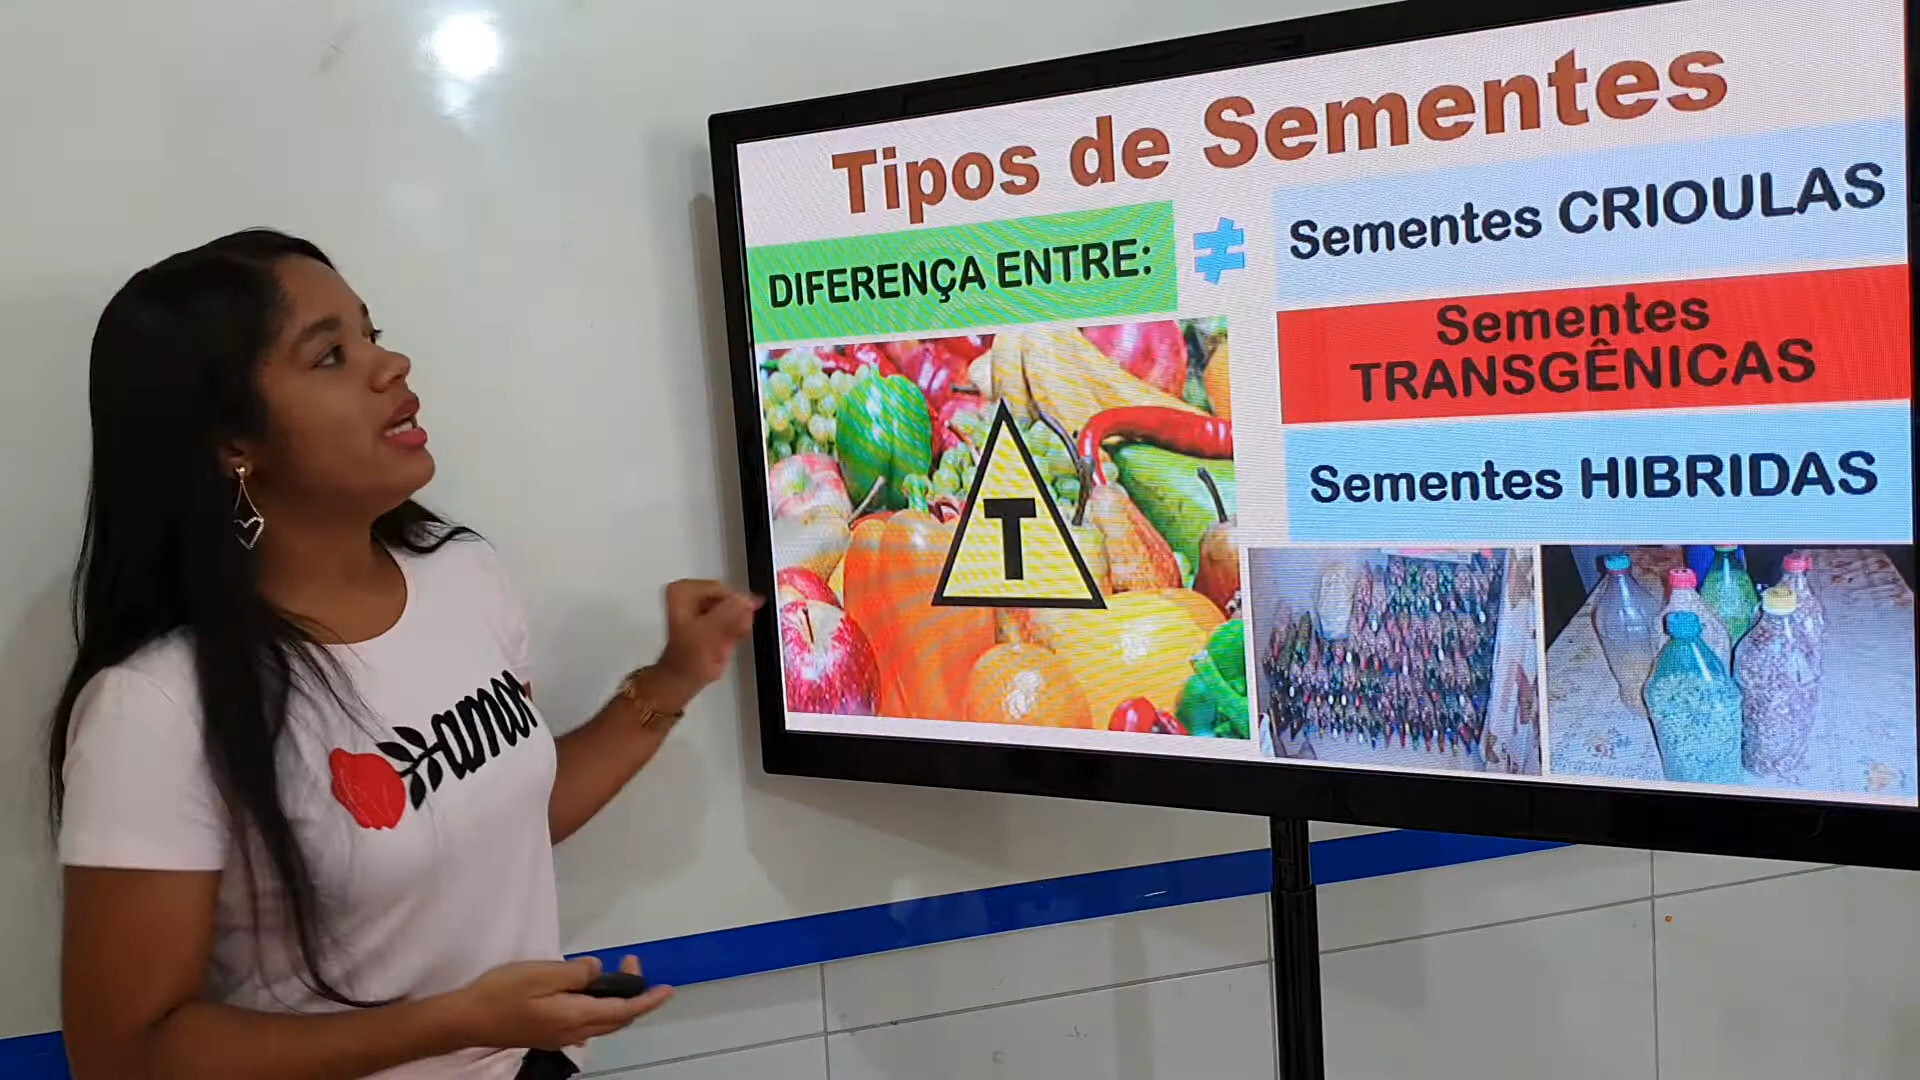 Tipos de Sementes
DIFERENÇA ENTRE:
≠
Sementes CRIOULAS
Sementes
TRANSGÊNICAS
Sementes HIBRIDAS
T
amor